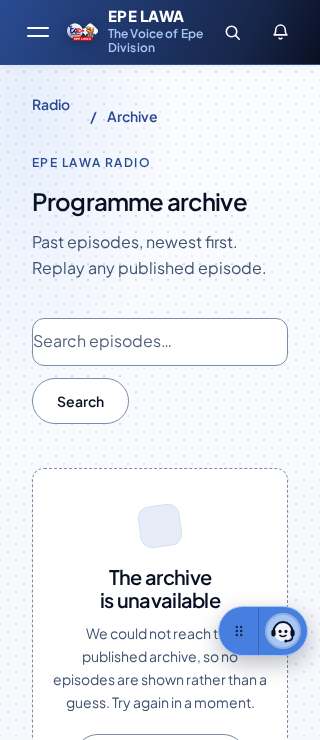 EPE LAWA
The Voice of Epe
Division
Radio
/ Archive
EPE LAWA RADIO
Programme archive
Past episodes, newest first.
Replay any published episode.
Search episodes…
Search
The archive
is unavailable
We could not reach
published archive, so no
episodes are shown rather than a
guess. Try again in a moment.